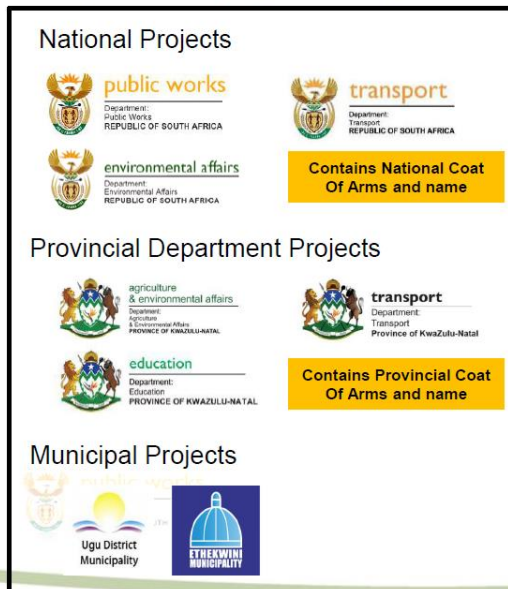 National Projects
public works
Department:
Public Works
REPUBLIC OF SOUTH AFRICA
transport
Department:
Transport
REPUBLIC OF SOUTH AFRICA
environmental affairs
Department:
Environmental Affairs
REPUBLIC OF SOUTH AFRICA
Contains National Coat
Of Arms and name
Provincial Department Projects
agriculture
& environmental affairs
Department:
Agriculture
& Environmental Affairs
PROVINCE OF KWAZULU-NATAL
transport
Department:
Transport
Province of KwaZulu-Natal
education
Department:
Education
PROVINCE OF KWAZULU-NATAL
Contains Provincial Coat
Of Arms and name
Municipal Projects
public works
Ugu District
Municipality
ETHEKWINI
MUNICIPALITY